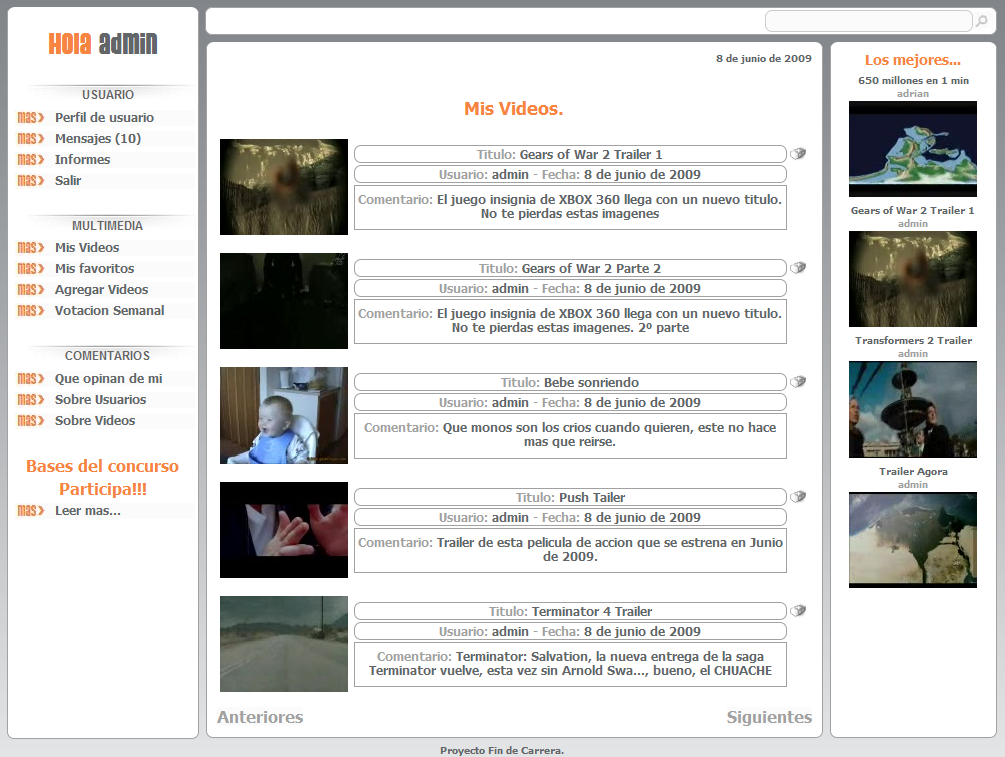 Hola admin
USUARIO
mas Perfil de usuario
mas Mensajes (10)
mas Informes
mas Salir
MULTIMEDIA
mas Mis Videos
mas Mis favoritos
mas Agregar Videos
mas Votacion Semanal
COMENTARIOS
mas Que opinan de mi
mas Sobre Usuarios
mas Sobre Videos
Bases del concurso
Participa!!!
mas Leer mas...
8 de junio de 2009
Mis Videos.
Titulo: Gears of War 2 Trailer 1
Usuario: admin - Fecha: 8 de junio de 2009
Comentario: El juego insignia de XBOX 360 llega con un nuevo titulo.
No te pierdas estas imagenes
Titulo: Gears of War 2 Parte 2
Usuario: admin - Fecha: 8 de junio de 2009
Comentario: El juego insignia de XBOX 360 llega con un nuevo titulo.
No te pierdas estas imagenes. 2º parte
Titulo: Bebe sonriendo
Usuario: admin - Fecha: 8 de junio de 2009
Comentario: Que monos son los crios cuando quieren, este no hace
mas que reirse.
Titulo: Push Tailer
Usuario: admin - Fecha: 8 de junio de 2009
Comentario: Trailer de esta pelicula de accion que se estrena en Junio
de 2009.
Titulo: Terminator 4 Trailer
Usuario: admin - Fecha: 8 de junio de 2009
Comentario: Terminator: Salvation, la nueva entrega de la saga
Terminator vuelve, esta vez sin Arnold Swa..., bueno, el CHUACHE
Anteriores
Siguientes
Los mejores...
650 millones en 1 min
adrian
Gears of War 2 Trailer 1
admin
Transformers 2 Trailer
admin
Trailer Agora
admin
Proyecto Fin de Carrera.